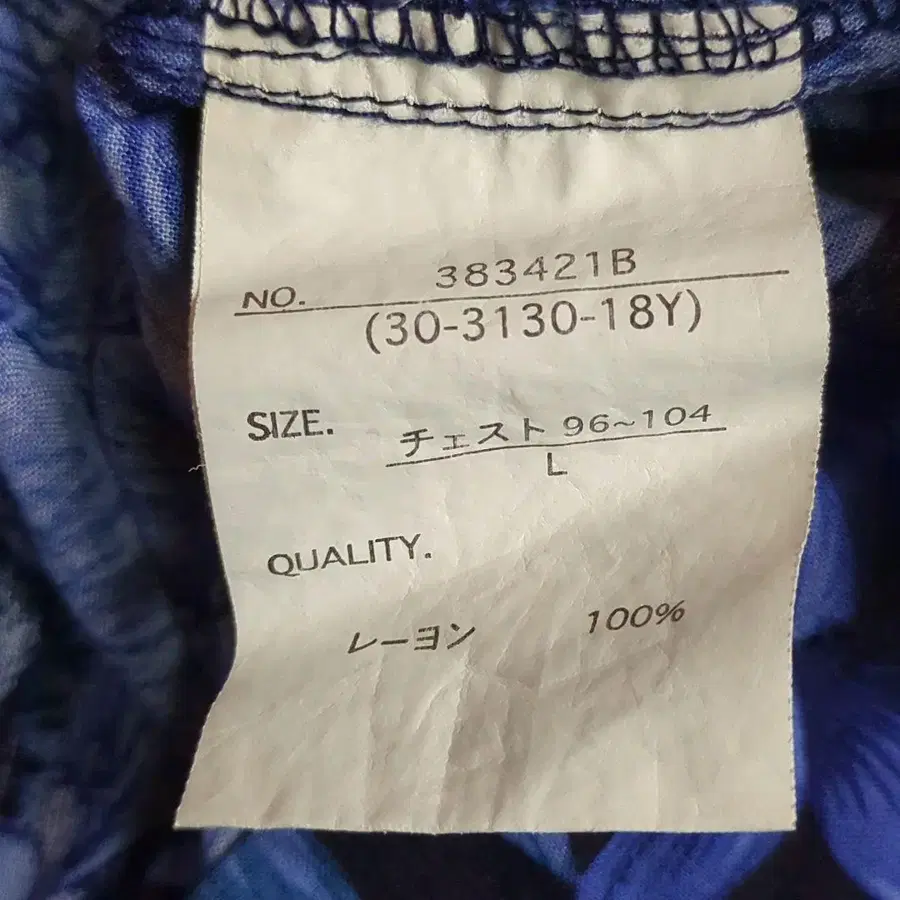 NO. 383421B
(30-3130-18Y)
SIZE. チェスト 96~104
L
QUALITY.
レーヨン 100%